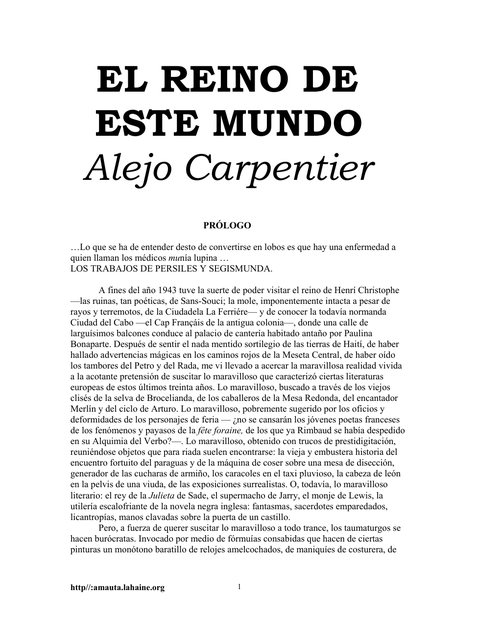 EL REINO DE
ESTE MUNDO
Alejo Carpentier
PRÓLOGO
…Lo que se ha de entender desto de convertirse en lobos es que hay una enfermedad a
quien llaman los médicos munía lupina …
LOS TRABAJOS DE PERSILES Y SEGISMUNDA.
A fines del año 1943 tuve la suerte de poder visitar el reino de Henri Christophe
—las ruinas, tan poéticas, de Sans-Souci; la mole, imponentemente intacta a pesar de
rayos y terremotos, de la Ciudadela La Ferrière— y de conocer la todavía normanda
Ciudad del Cabo —el Cap Françáis de la antigua colonia—, donde una calle de
larguísimos balcones conduce al palacio de cantería habitado antaño por Paulina
Bonaparte. Después de sentir el nada mentido sortilegio de las tierras de Haití, de haber
hallado advertencias mágicas en los caminos rojos de la Meseta Central, de haber oído
los tambores del Petro y del Rada, me vi llevado a acercar la maravillosa realidad vivida
a la acotante pretensión de suscitar lo maravilloso que caracterizó ciertas literaturas
europeas de estos últimos treinta años. Lo maravilloso, buscado a través de los viejos
clisés de la selva de Brocelianda, de los caballeros de la Mesa Redonda, del encantador
Merlín y del ciclo de Arturo. Lo maravilloso, pobremente sugerido por los oficios y
deformidades de los personajes de feria — ¿no se cansarán los jóvenes poetas franceses
de los fenómenos y payasos de la fête foraine, de los que ya Rimbaud se había despedido
en su Alquimia del Verbo?—. Lo maravilloso, obtenido con trucos de prestidigitación,
reuniéndose objetos que para riada suelen encontrarse: la vieja y embustera historia del
encuentro fortuito del paraguas y de la máquina de coser sobre una mesa de disección,
generador de las cucharas de armiño, los caracoles en el taxi pluvioso, la cabeza de león
en la pelvis de una viuda, de las exposiciones surrealistas. O, todavía, lo maravilloso
literario: el rey de la Julieta de Sade, el supermacho de Jarry, el monje de Lewis, la
utilería escalofriante de la novela negra inglesa: fantasmas, sacerdotes emparedados,
licantropías, manos clavadas sobre la puerta de un castillo.
Pero, a fuerza de querer suscitar lo maravilloso a todo trance, los taumaturgos se
hacen burócratas. Invocado por medio de fórmulas consabidas que hacen de ciertas
pinturas un monótono baratillo de relojes amelcochados, de maniquíes de costurera, de
http//:amauta.lahaine.org 1